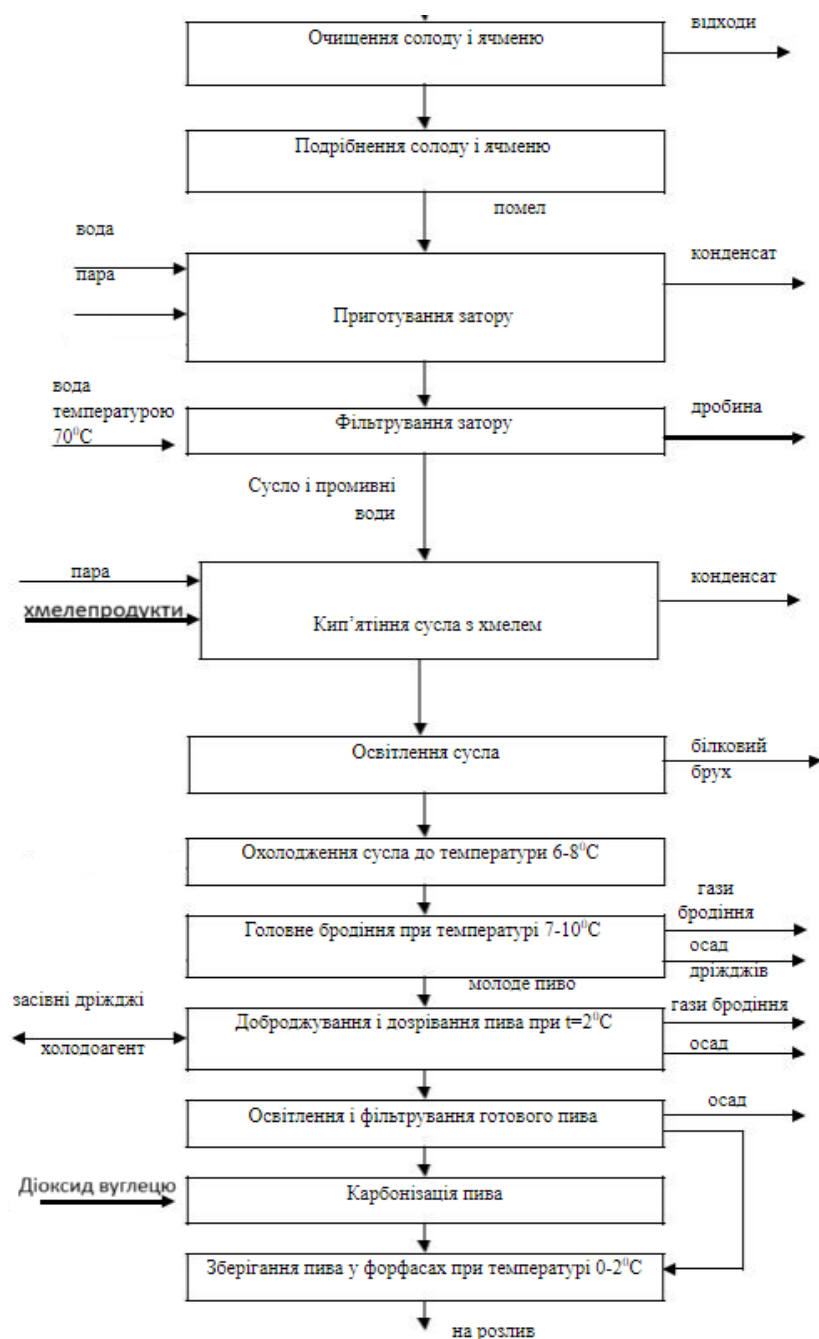 відходи
Очищення солоду і ячменю
Подрібнення солоду і ячменю
помел
вода
конденсат
пара
Приготування затору
вода
температурою
70⁰С
дробина
Фільтрування затору
Сусло і промивні
води
пара
конденсат
хмелепродукти
Кип’ятіння сусла з хмелем
Освітлення сусла
білковий
брух
Охолодження сусла до температури 6-8⁰С
гази
бродіння
Головне бродіння при температурі 7-10⁰С
осад
дріжджів
молоде пиво
засівні дріжджі
холодоагент
Доброджування і дозрівання пива при t=2⁰С
гази бродіння
осад
Освітлення і фільтрування готового пива
осад
Діоксид вуглецю
Карбонізація пива
Зберігання пива у форфасах при температурі 0-2⁰С
на розлив